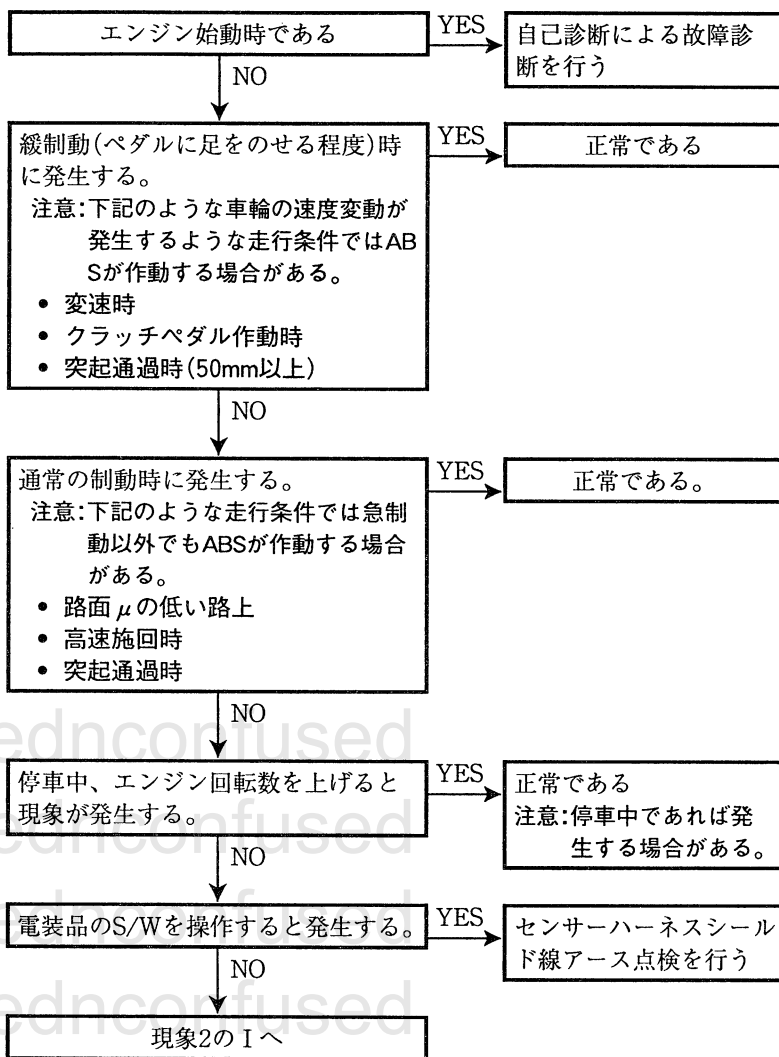 エンジン始動時である
YES
自己診断による故障診
断を行う
NO
緩制動(ペダルに足をのせる程度)時
に発生する。
注意:下記のような車輪の速度変動が
発生するような走行条件ではAB
Sが作動する場合がある。
• 変速時
• クラッチペダル作動時
• 突起通過時(50mm以上)
YES
正常である
NO
通常の制動時に発生する。
注意:下記のような走行条件では急制
動以外でもABSが作動する場合
がある。
• 路面μの低い路上
• 高速施回時
• 突起通過時
YES
正常である。
NO
停車中、エンジン回転数を上げると
現象が発生する。
YES
正常である
注意:停車中であれば発
生する場合がある。
NO
電装品のS/Wを操作すると発生する。
YES
センサーハーネスシール
ド線アース点検を行う
NO
現象2のIへ
ednconfused
ednconfused
ednconfused
ednconfused